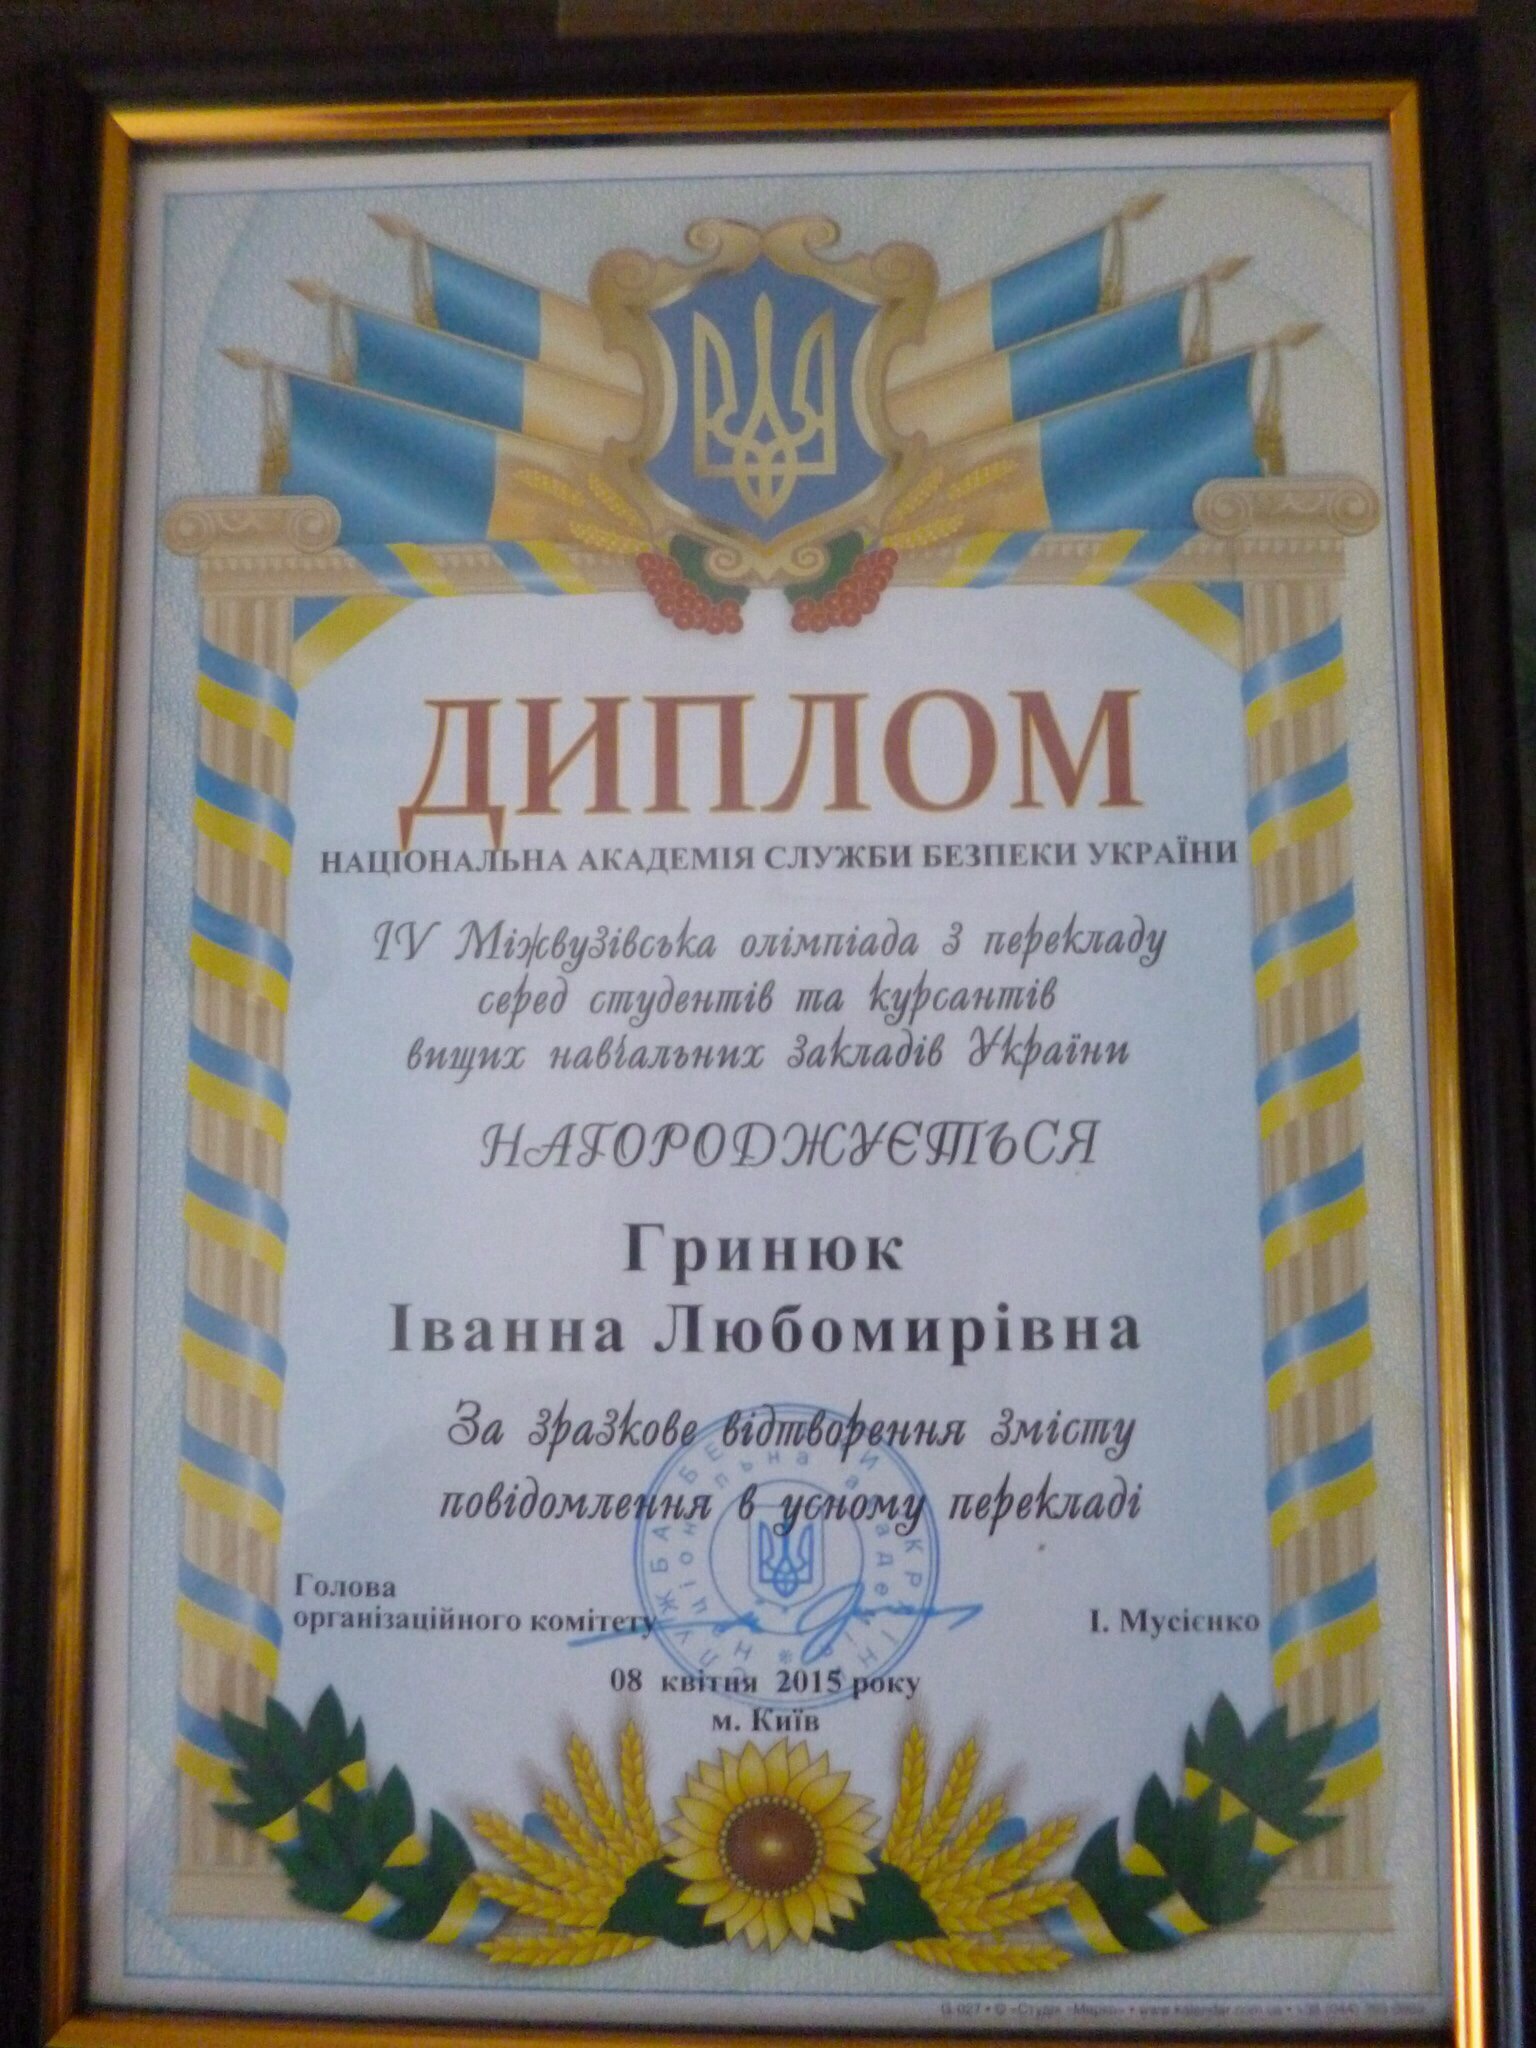 ДИПЛОМ
НАЦІОНАЛЬНА АКАДЕМІЯ СЛУЖБИ БЕЗПЕКИ УКРАЇНИ
IV Міжвузівська олімпіада з перекладу
серед студентів та курсантів
вищих навчальних закладів України
НАГОРОДЖУЄТЬСЯ
Гринюк
Іванна Любомирівна
За зразкове відтворення змісту
повідомлення в усному перекладі
Голова
організаційного комітету
І. Мусієнко
08 квітня 2015 року
м. Київ